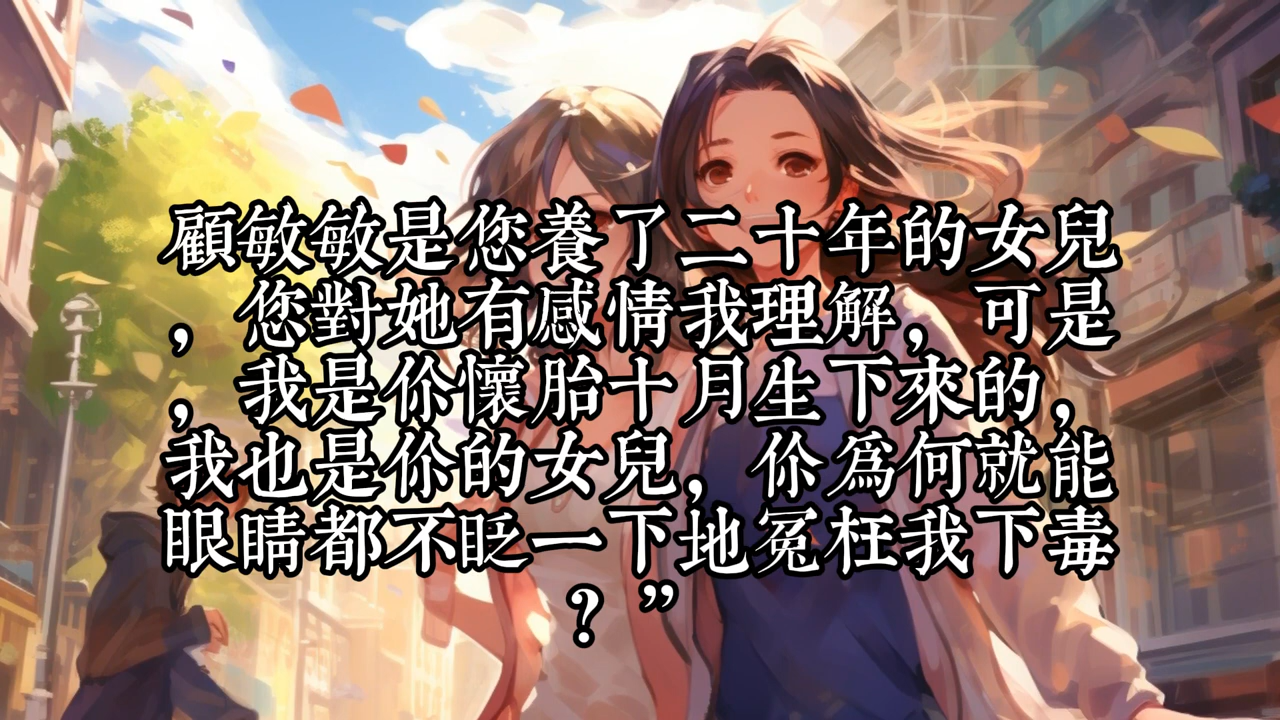 顧敏敏是您養了二十年的女兒
，您對她有感情我理解，可是
，我是你懷胎十月生下來的，
我也是你的女兒，你爲何就能
眼睛都不眨一下地冤枉我下毒
？”